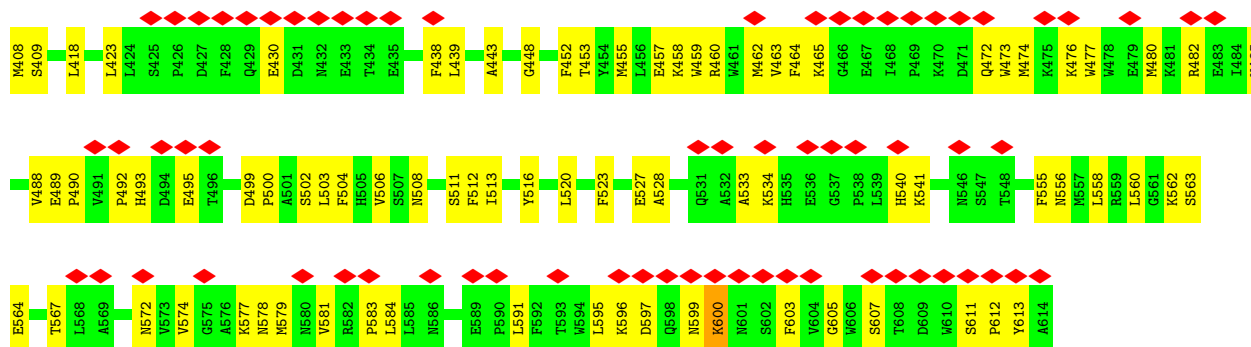 M408 S409 L418 L423 L424 S425 P426 D427 F428 Q429 E430 D431 N432 E433 T434 E435 F438 L439 A443 G448 F452 T453 Y454 M455 L456 E457 K458 W459 R460 W461 M462 V463 F464 K465 G466 E467 I468 P469 K470 D471 Q472 W473 M474 K475 K476 W477 W478 E479 M480 K481 R482 E483 I484
V488 E489 P490 V491 P492 H493 D494 E495 T496 D499 P500 A501 S502 L503 F504 H505 V506 S507 N508 S511 F512 I513 Y516 L520 F523 E527 A528 Q531 A532 A533 K534 H535 E536 G537 P538 L539 H540 K541 N546 S547 T548 F555 N556 M557 L558 R559 L560 G561 K562 S563
E564 T567 L568 A569 N572 V573 V574 G575 A576 K577 N578 M579 N580 V581 R582 P583 L584 L585 N586 E589 P590 L591 F592 T593 W594 L595 K596 D597 Q598 N599 K600 N601 S602 F603 V604 G605 W606 S607 T608 D609 W610 S611 P612 Y613 A614